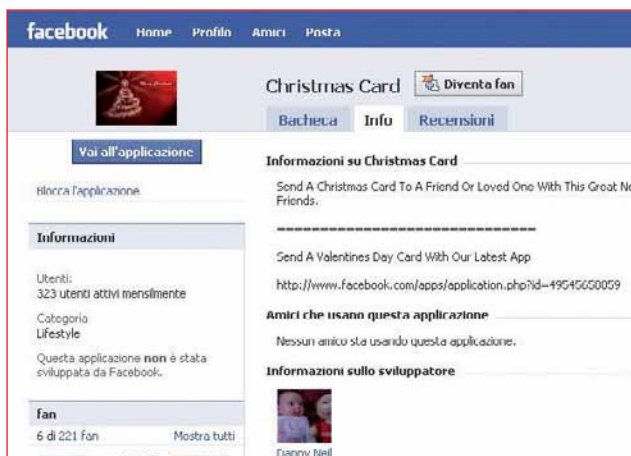 facebook Home Profilo Amici Posta
Christmas Card Diventa fan
Bacheca Info Recensioni
Vai all'applicazione
Blocca l'applicazione
Informazioni
Utenti:
323 utenti attivi mensilmente
Categoria
Lifestyle
Questa applicazione non è stata
sviluppata da Facebook.
fan
6 di 221 fan Mostra tutti
Informazioni su Christmas Card
Send A Christmas Card To A Friend Or Loved One With This Great
Friends.
================================
Send A Valentines Day Card With Our Latest App
http://www.facebook.com/apps/application.php?id=49545650059
Amici che usano questa applicazione
Nessun amico sta usando questa applicazione.
Informazioni sullo sviluppatore
Danny Neil